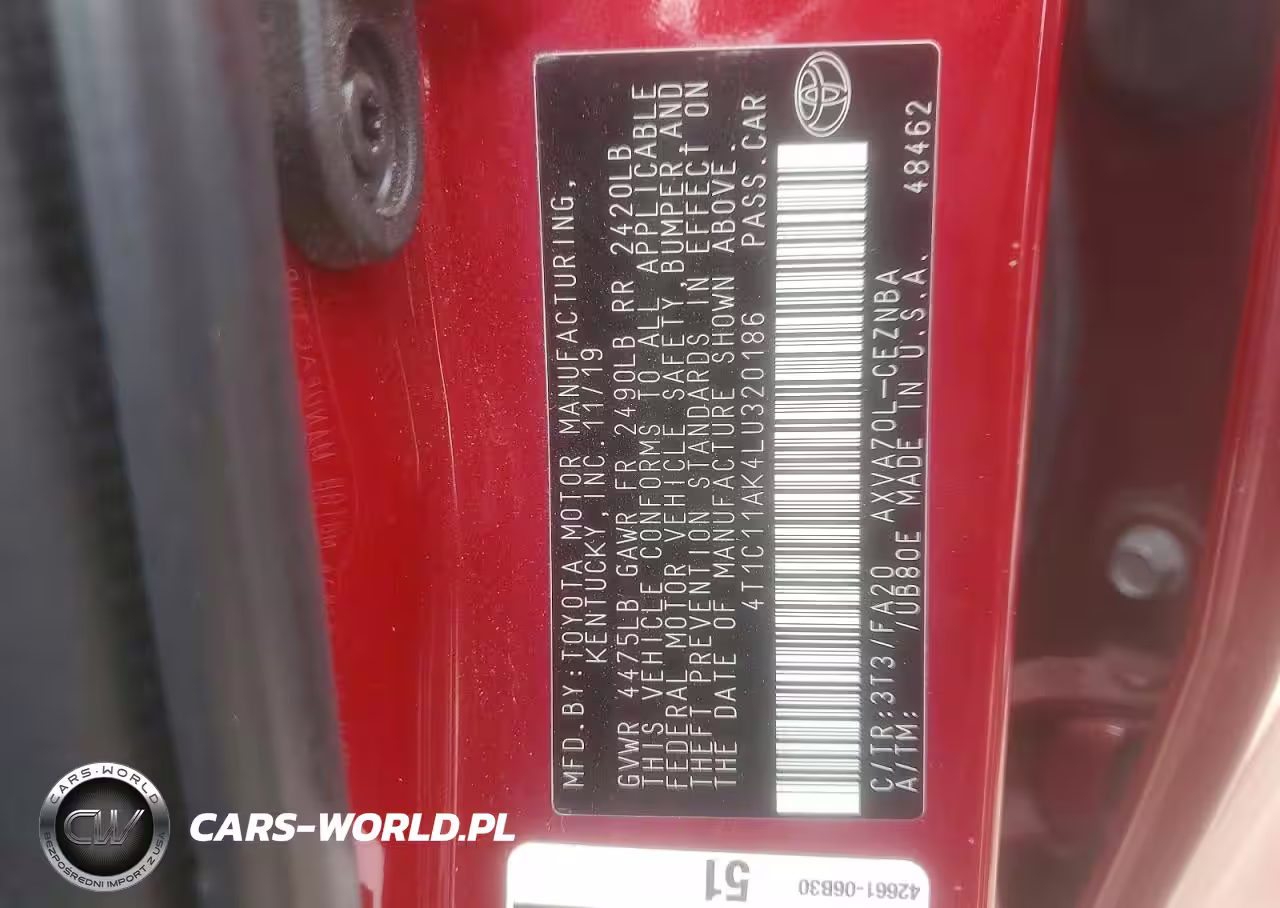 MFD.BY:TOYOTA MOTOR MANUFACTURING,
KENTUCKY, INC. 11/19
GVWR 4475LB GAWR FR 2490LB RR 2420LB
THIS VEHICLE CONFORMS TO ALL APPLICABLE
FEDERAL MOTOR VEHICLE SAFETY, BUMPER, AND
THEFT PREVENTION STANDARDS IN EFFECT ON
THE DATE OF MANUFACTURE SHOWN ABOVE.
4T1C11AK4LU320186 PASS.CAR
C/TR:3T3/FA20 AXVA70L-CEZNBA
A/TM: /UB80E MADE IN U.S.A. 48462
51
42661-06B30
CARS-WORLD
CW
BEZPOŚREDNI IMPORT Z USA
CARS-WORLD.PL